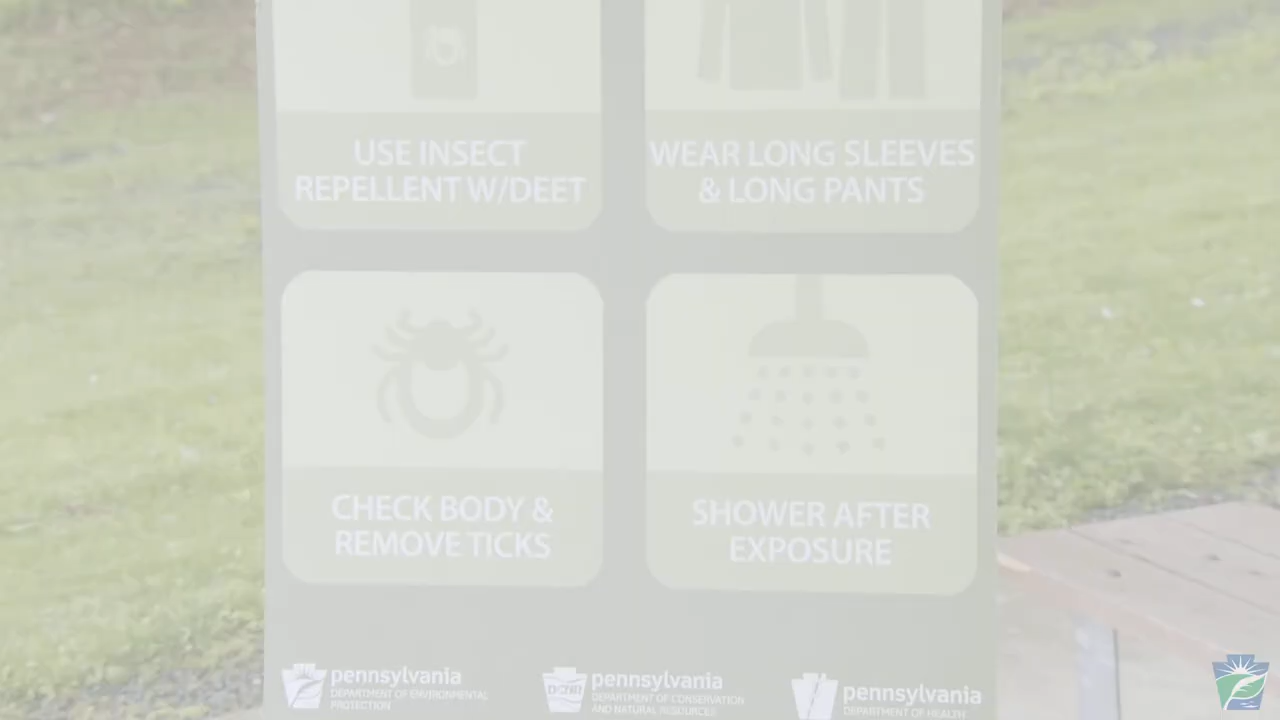 USE INSECT
REPELLENT W/DEET
WEAR LONG SLEEVES
& LONG PANTS
CHECK BODY &
REMOVE TICKS
SHOWER AFTER
EXPOSURE
pennsylvania
DEPARTMENT OF ENVIRONMENTAL
PROTECTION
DCNR
pennsylvania
DEPARTMENT OF CONSERVATION
AND NATURAL RESOURCES
pennsylvania
DEPARTMENT OF HEALTH